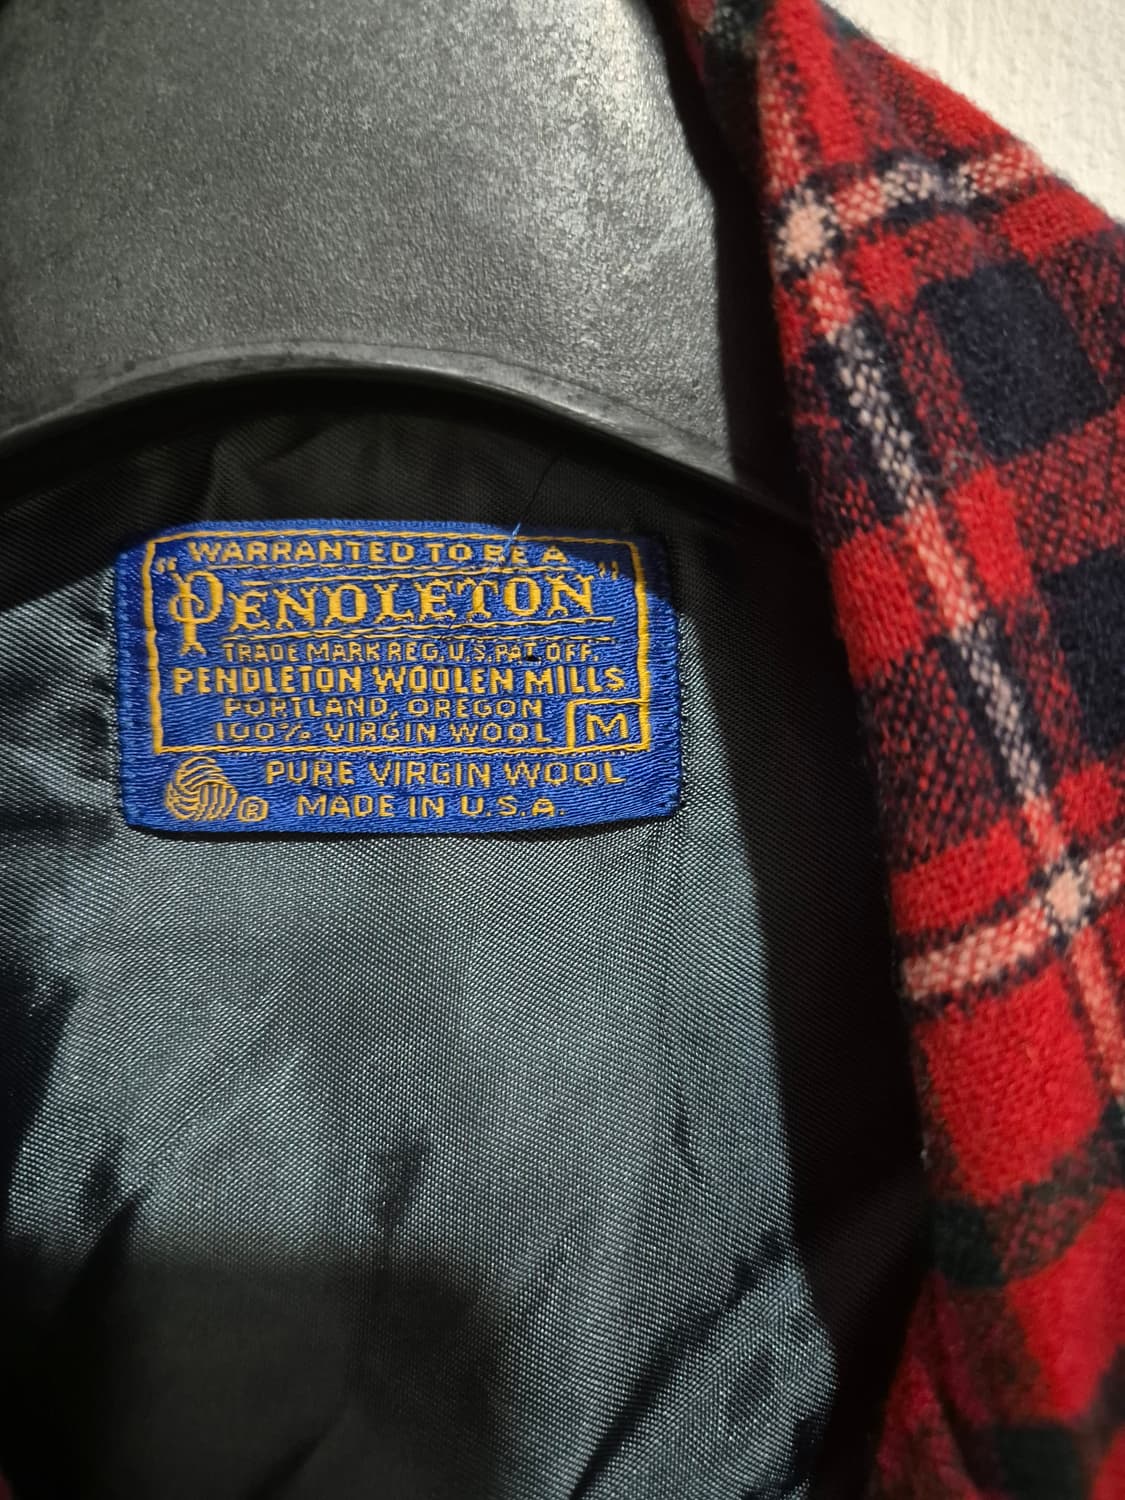 WARRANTED TO BE A
"PENDLETON"
TRADE MARK REG. U.S. PAT. OFF.
PENDLETON WOOLEN MILLS
PORTLAND, OREGON
100% VIRGIN WOOL M
PURE VIRGIN WOOL
® MADE IN U.S.A.